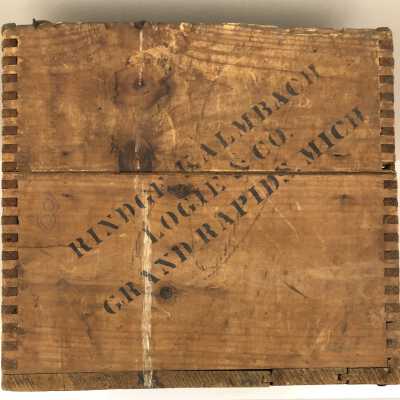 RINDGE KALMBACH
LOGIE & CO.
GRAND RAPIDS. MICH